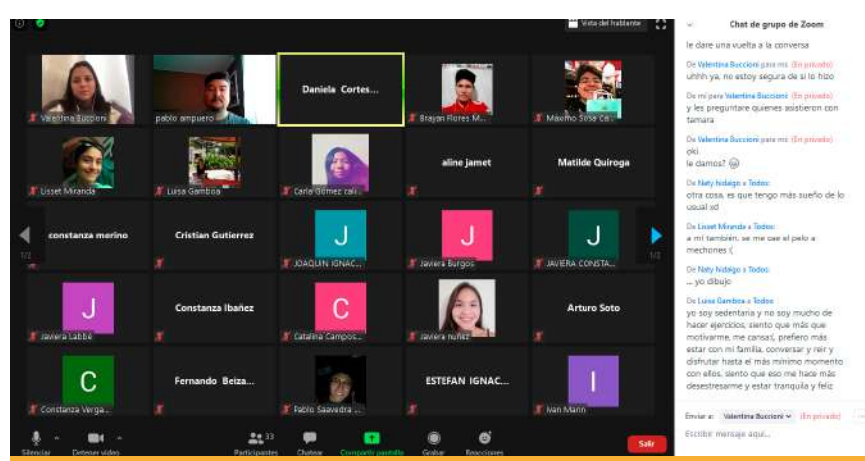 Vista del hablante
Valentina Buccioni
pablo ampuero
Daniela Cortes...
Brayan Flores M...
Máximo Sosa Ca...
Lisset Miranda
Luisa Gamboa
Carla Gómez cali...
aline jamet
Matilde Quiroga
constanza merino
Cristian Gutierrez
J
JOAQUIN IGNAC...
J
Javiera Burgos
J
JAVIERA CONSTA...
1/2
1/2
J
Javiera Labbé
Constanza Ibañez
C
Catalina Campos...
Javiera nuñez
Arturo Soto
C
Constanza Verga...
Fernando Beiza...
Pablo Saavedra ...
ESTEFAN IGNAC...
I
Ivan Marin
Silenciar
Detener video
33
Participantes
Chatear
Compartir pantalla
Grabar
Reacciones
Salir
Chat de grupo de Zoom
le dare una vuelta a la conversa
De Valentina Buccioni para mí: (En privado)
uhhh ya, no estoy segura de si lo hizo
De mí para Valentina Buccioni: (En privado)
y les preguntare quienes asistieron con
tamara
De Valentina Buccioni para mí: (En privado)
oki
le damos?
De Naty hidalgo a Todos:
otra cosa, es que tengo más sueño de lo
usual xd
De Lisset Miranda a Todos:
a mi también, se me cae el pelo a
mechones :(
De Naty hidalgo a Todos:
... yo dibujo
De Luisa Gamboa a Todos:
yo soy sedentaria y no soy mucho de
hacer ejercicios, siento que más que
motivarme, me cansa:(, prefiero más
estar con mi familia, conversar y reír y
disfrutar hasta el más mínimo momento
con ellos, siento que eso me hace más
desestresarme y estar tranquila y feliz
Enviar a: Valentina Buccioni (En privado)
Escribir mensaje aquí...